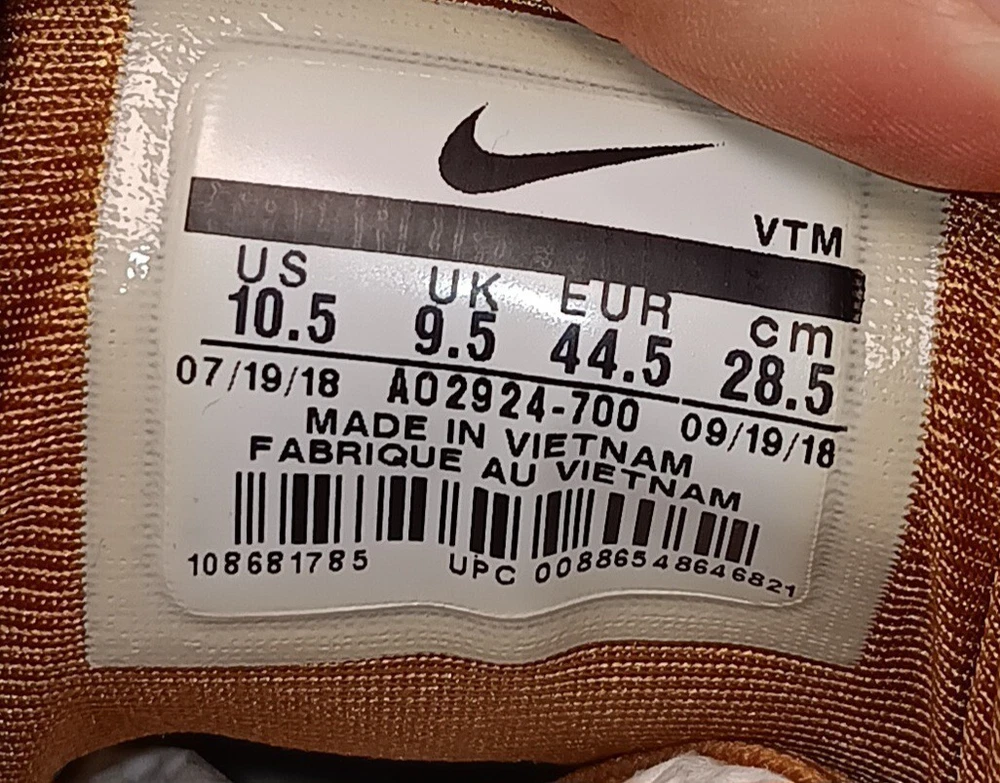 VTM
US UK EUR cm
10.5 9.5 44.5 28.5
07/19/18 AO2924-700 09/19/18
MADE IN VIETNAM
FABRIQUE AU VIETNAM
108681785 UPC 00886548646821